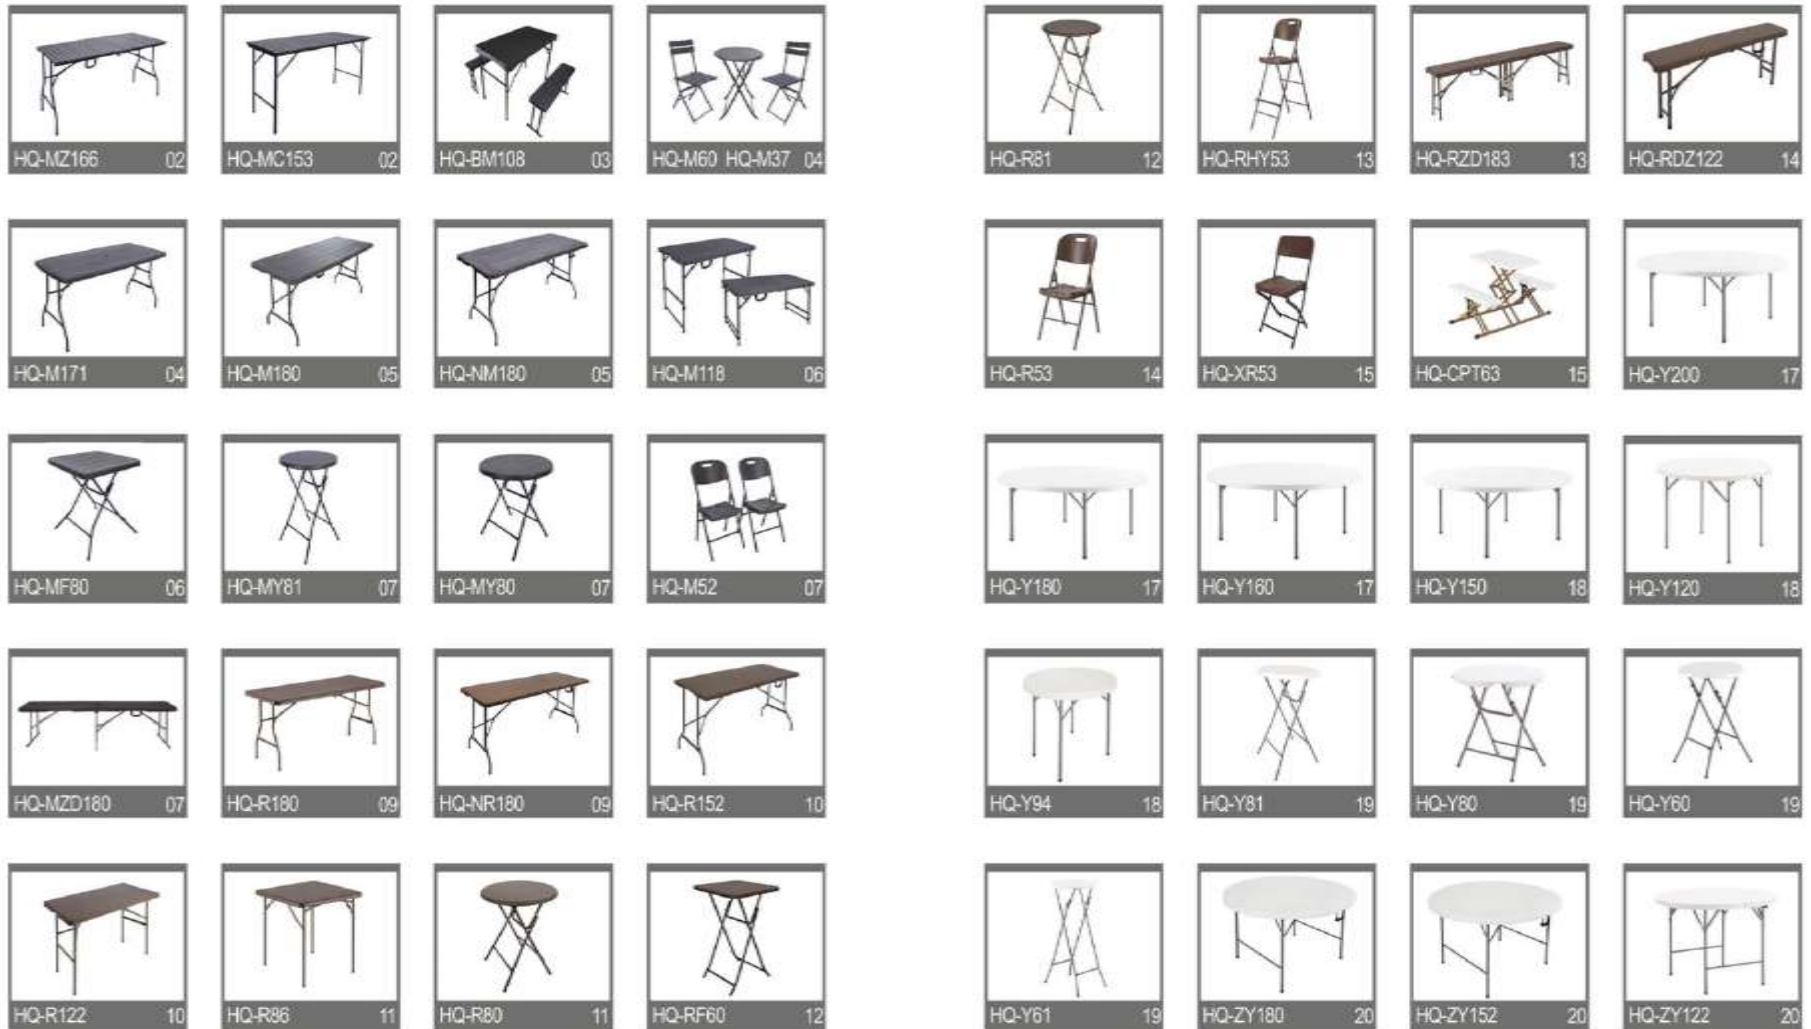 HQ-MZ166 02
HQ-MC153 02
HQ-BM108 03
HQ-M60 HQ-M37 04
HQ-M171 04
HQ-M180 05
HQ-NM180 05
HQ-M118 06
HQ-MF80 06
HQ-MY81 07
HQ-MY80 07
HQ-M52 07
HQ-MZD180 07
HQ-R180 09
HQ-NR180 09
HQ-R152 10
HQ-R122 10
HQ-R86 11
HQ-R80 11
HQ-RF60 12
HQ-R81 12
HQ-RHY53 13
HQ-RZD183 13
HQ-RDZ122 14
HQ-R53 14
HQ-XR53 15
HQ-CPT63 15
HQ-Y200 17
HQ-Y180 17
HQ-Y160 17
HQ-Y150 18
HQ-Y120 18
HQ-Y94 18
HQ-Y81 19
HQ-Y80 19
HQ-Y60 19
HQ-Y61 19
HQ-ZY180 20
HQ-ZY152 20
HQ-ZY122 20